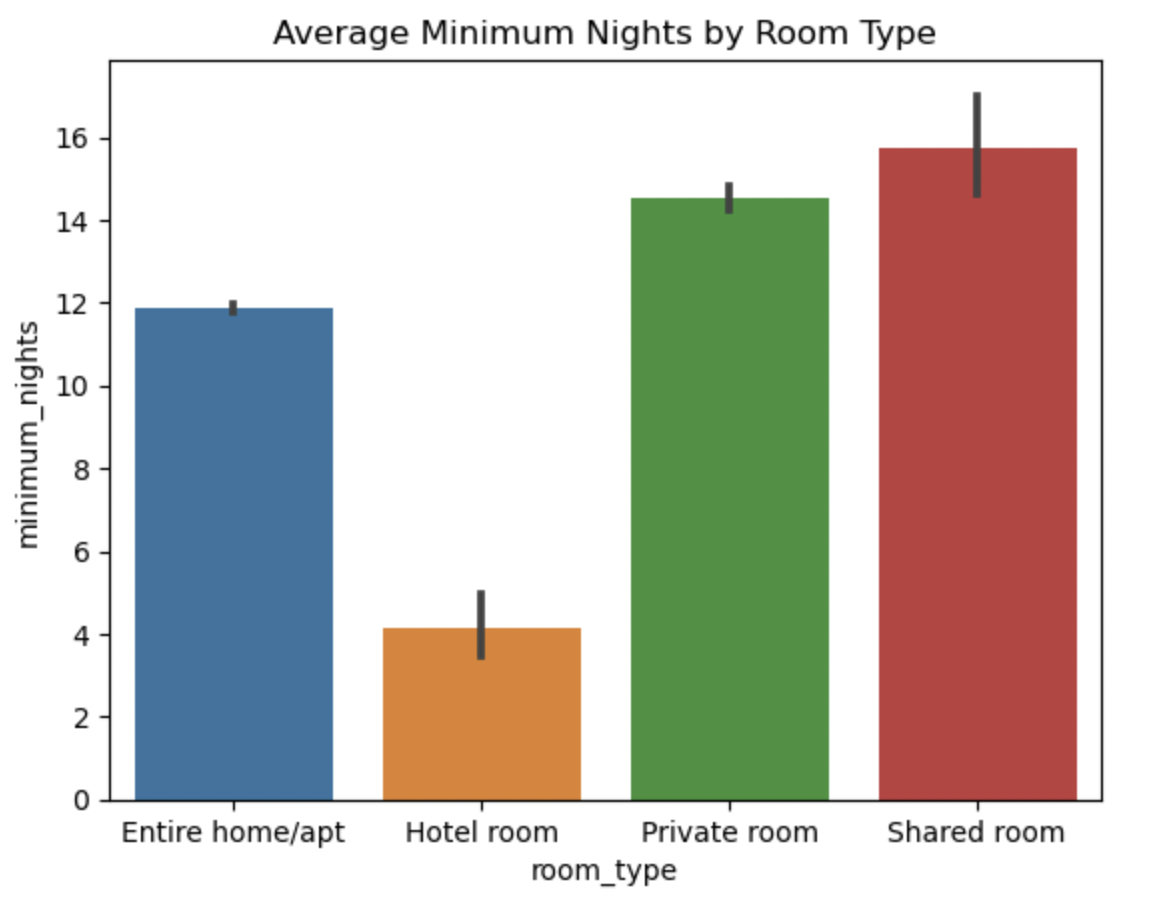 Average Minimum Nights by Room Type
minimum_nights
16
14
12
10
8
6
4
2
0
Entire home/apt Hotel room Private room Shared room
room_type